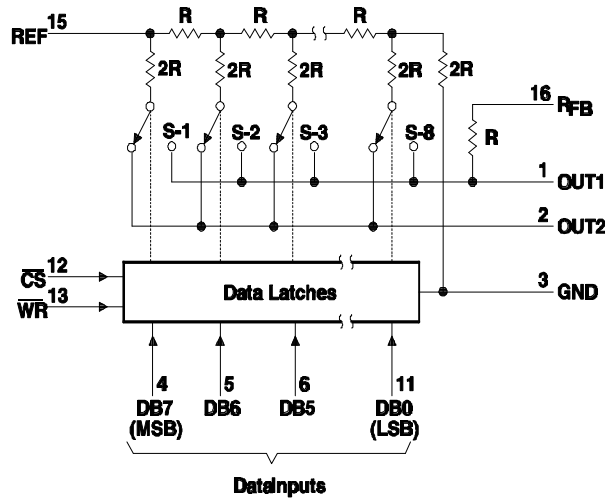 R R R
REF 15
2R 2R 2R 2R 2R
16 RFB
S-1 S-2 S-3 S-8 R
1 OUT1
2 OUT2
CS 12
Data Latches
3 GND
WR 13
4 5 6 11
DB7 DB6 DB5 DB0
(MSB) (LSB)
DataInputs